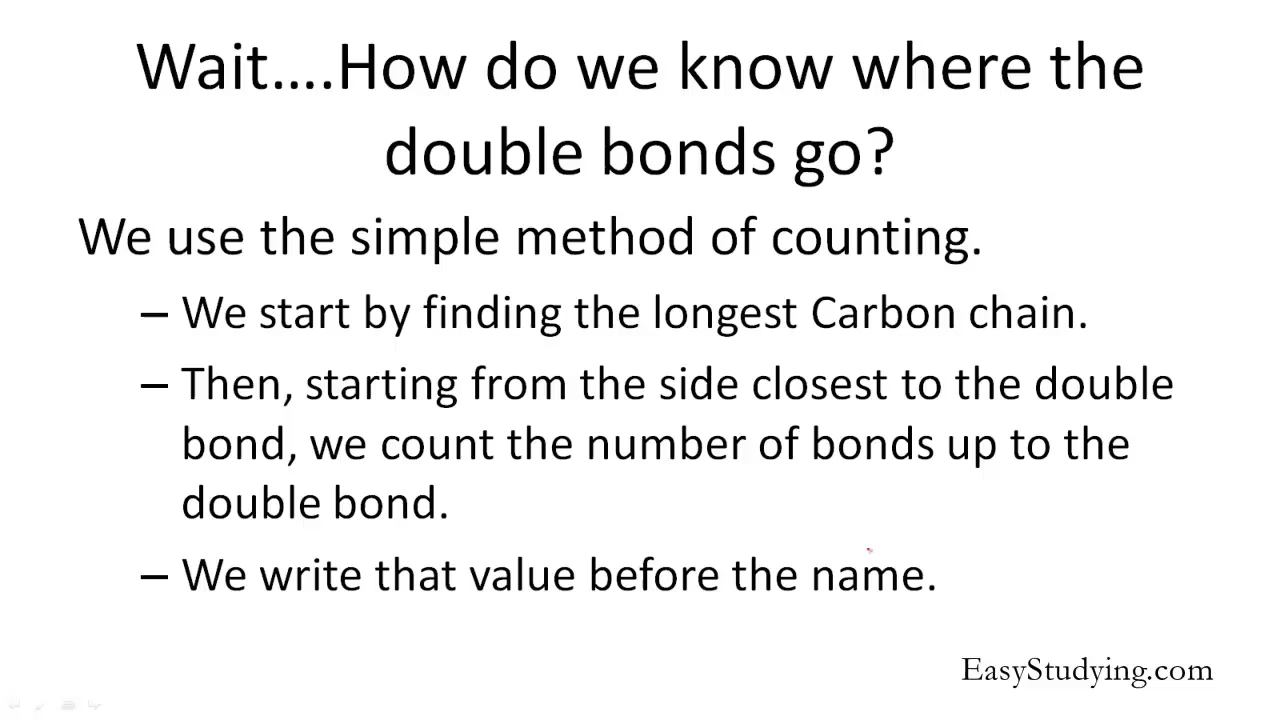 Wait....How do we know where the
double bonds go?
We use the simple method of counting.
– We start by finding the longest Carbon chain.
– Then, starting from the side closest to the double
bond, we count the number of bonds up to the
double bond.
– We write that value before the name.
EasyStudying.com